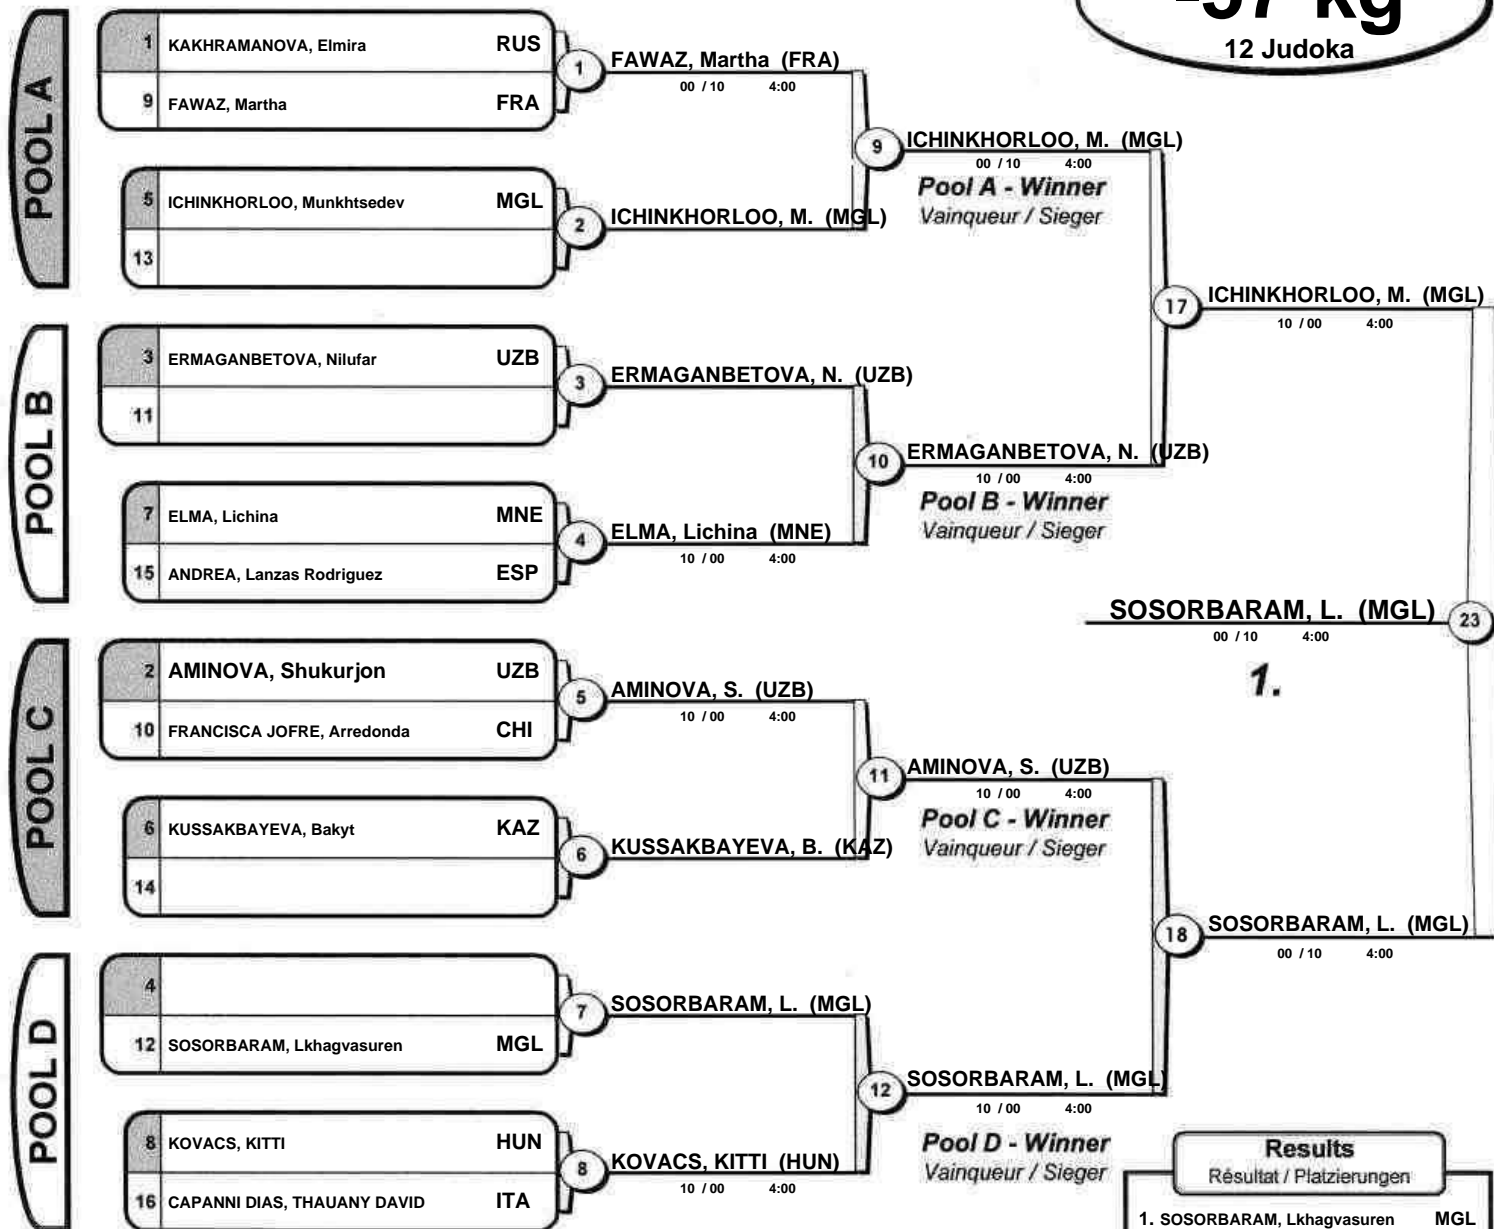 -57 kg
12 Judoka
POOL A
1 KAKHRAMANOVA, Elmira RUS
9 FAWAZ, Martha FRA
1 FAWAZ, Martha (FRA)
00 / 10 4:00
5 ICHINKHORLOO, Munkhtsedev MGL
13
2 ICHINKHORLOO, M. (MGL)
9 ICHINKHORLOO, M. (MGL)
00 / 10 4:00
Pool A - Winner
Vainqueur / Sieger
POOL B
3 ERMAGANBETOVA, Nilufar UZB
11
3 ERMAGANBETOVA, N. (UZB)
7 ELMA, Lichina MNE
15 ANDREA, Lanzas Rodriguez ESP
4 ELMA, Lichina (MNE)
10 / 00 4:00
10 ERMAGANBETOVA, N. (UZB)
10 / 00 4:00
Pool B - Winner
Vainqueur / Sieger
17 ICHINKHORLOO, M. (MGL)
10 / 00 4:00
SOSORBARAM, L. (MGL) 23
00 / 10 4:00
1.
POOL C
2 AMINOVA, Shukurjon UZB
10 FRANCISCA JOFRE, Arredonda CHI
5 AMINOVA, S. (UZB)
10 / 00 4:00
6 KUSSAKBAYEVA, Bakyt KAZ
14
6 KUSSAKBAYEVA, B. (KAZ)
11 AMINOVA, S. (UZB)
10 / 00 4:00
Pool C - Winner
Vainqueur / Sieger
POOL D
4
12 SOSORBARAM, Lkhagvasuren MGL
7 SOSORBARAM, L. (MGL)
8 KOVACS, KITTI HUN
16 CAPANNI DIAS, THAUANY DAVID ITA
8 KOVACS, KITTI (HUN)
10 / 00 4:00
12 SOSORBARAM, L. (MGL)
10 / 00 4:00
Pool D - Winner
Vainqueur / Sieger
18 SOSORBARAM, L. (MGL)
00 / 10 4:00
Results
Résultat / Platzierungen
1. SOSORBARAM, Lkhagvasuren MGL